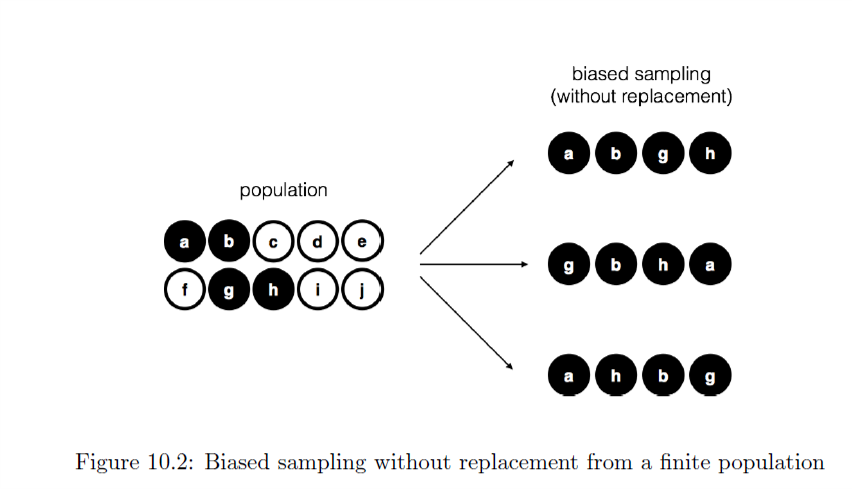 biased sampling
(without replacement)
a b g h
population
a b c d e
g b h a
f g h i j
a h b g
Figure 10.2: Biased sampling without replacement from a finite population